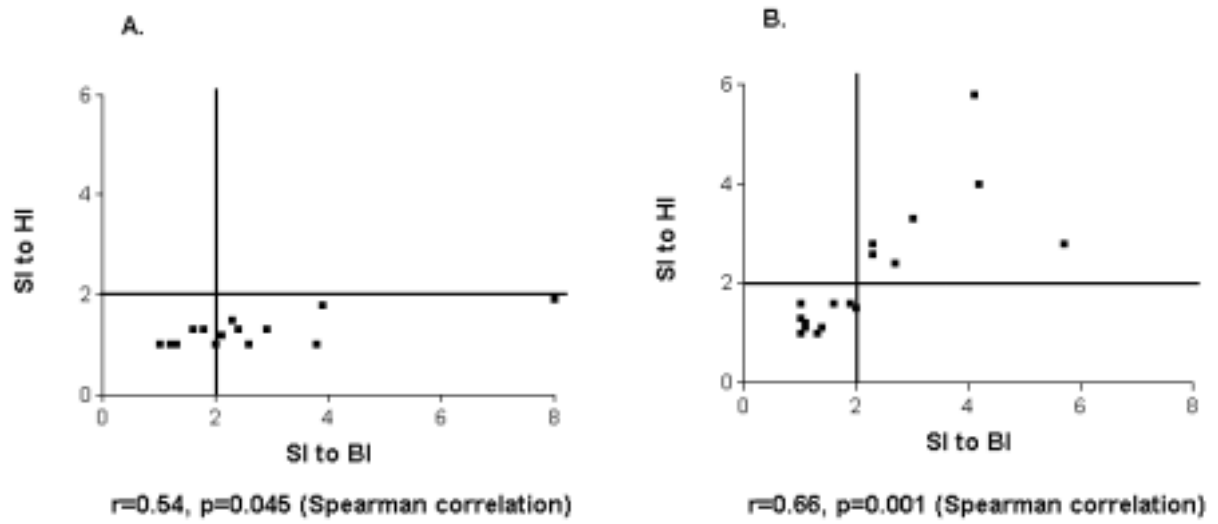 A.
6
4
2
0
SI to HI
0 2 4 6 8
SI to BI
r=0.54, p=0.045 (Spearman correlation)
B.
6
4
2
0
SI to HI
0 2 4 6 8
SI to BI
r=0.66, p=0.001 (Spearman correlation)